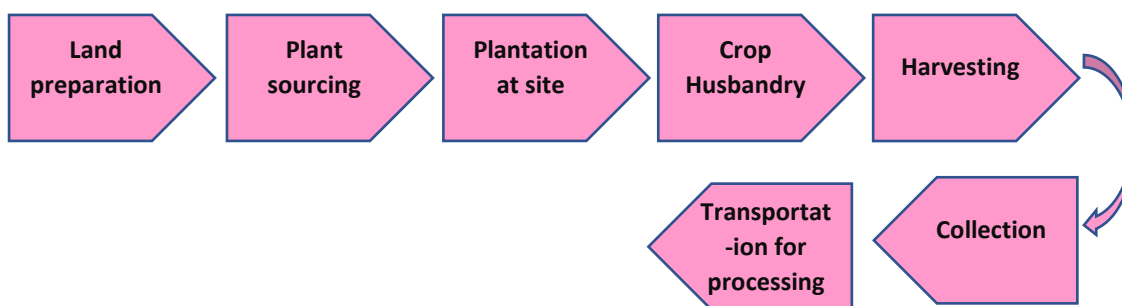 Land
preparation
Plant
sourcing
Plantation
at site
Crop
Husbandry
Harvesting
Collection
Transportat
-ion for
processing